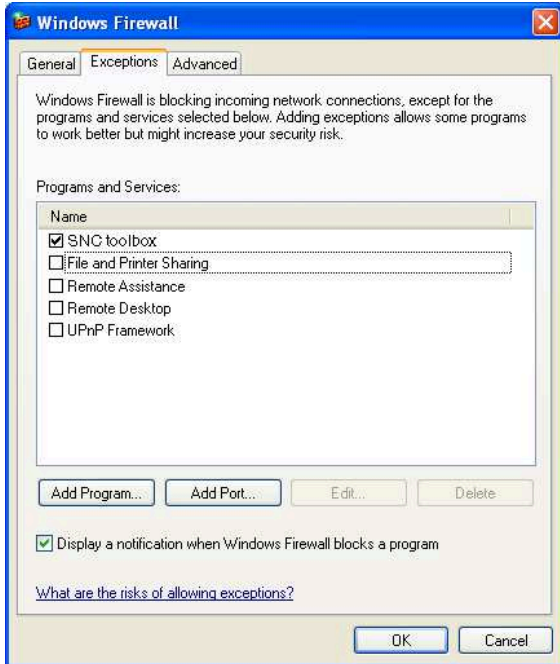 Windows Firewall
General Exceptions Advanced
Windows Firewall is blocking incoming network connections, except for the
programs and services selected below. Adding exceptions allows some programs
to work better but might increase your security risk.
Programs and Services:
Name
SNC toolbox
File and Printer Sharing
Remote Assistance
Remote Desktop
UPnP Framework
Add Program... Add Port... Edit... Delete
Display a notification when Windows Firewall blocks a program
What are the risks of allowing exceptions?
OK Cancel